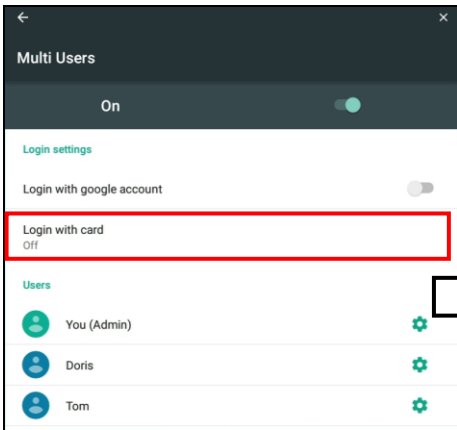 Multi Users
On
Login settings
Login with google account
Login with card
Off
Users
You (Admin)
Doris
Tom